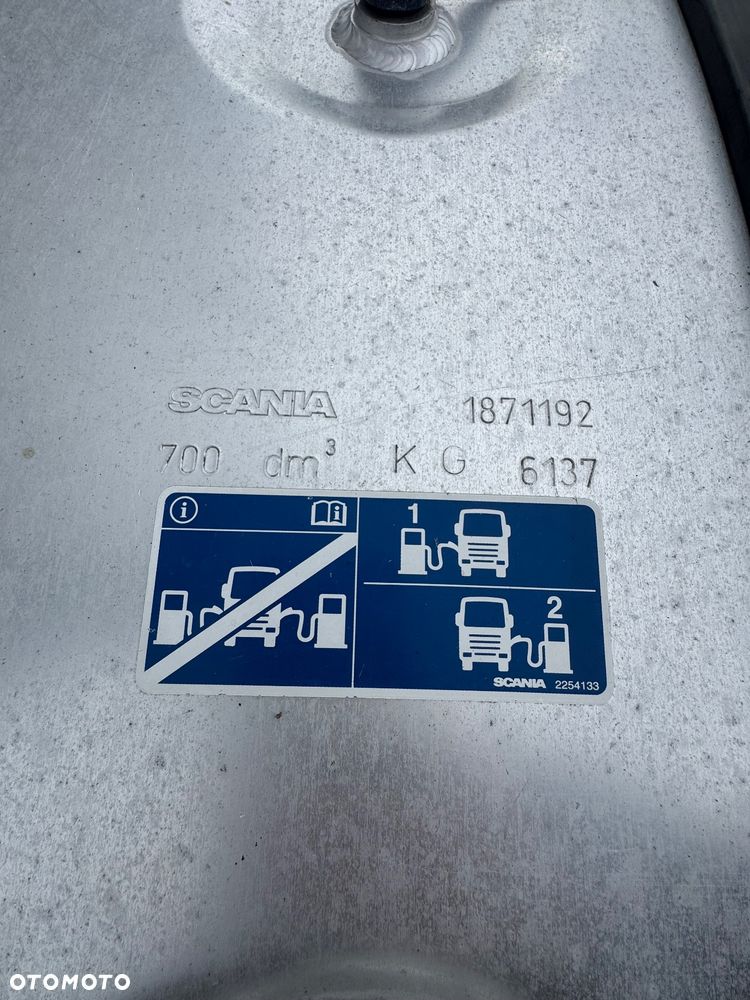 SCANIA 1871192
700 dm³ K G 6137
1
2
SCANIA 2254133
OTOMOTO